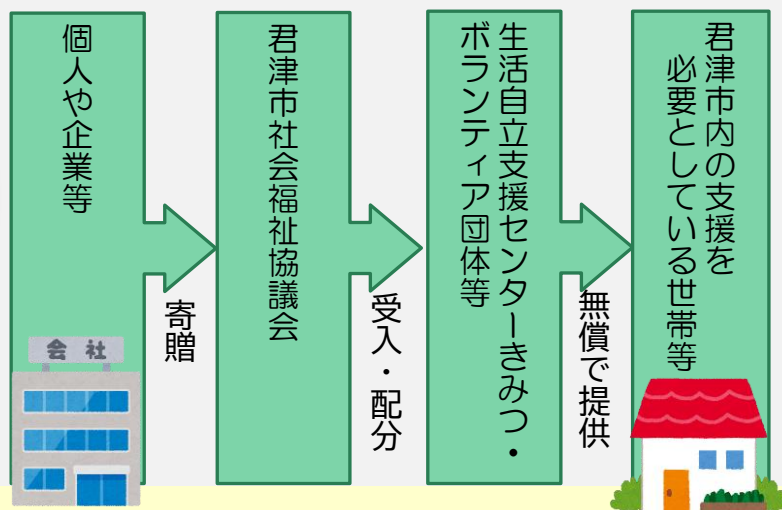 個人や企業等
会社
寄贈
君津市社会福祉協議会
受入・配分
生活自立支援センターきみつ・
ボランティア団体等
無償で提供
君津市内の支援を
必要としている世帯等